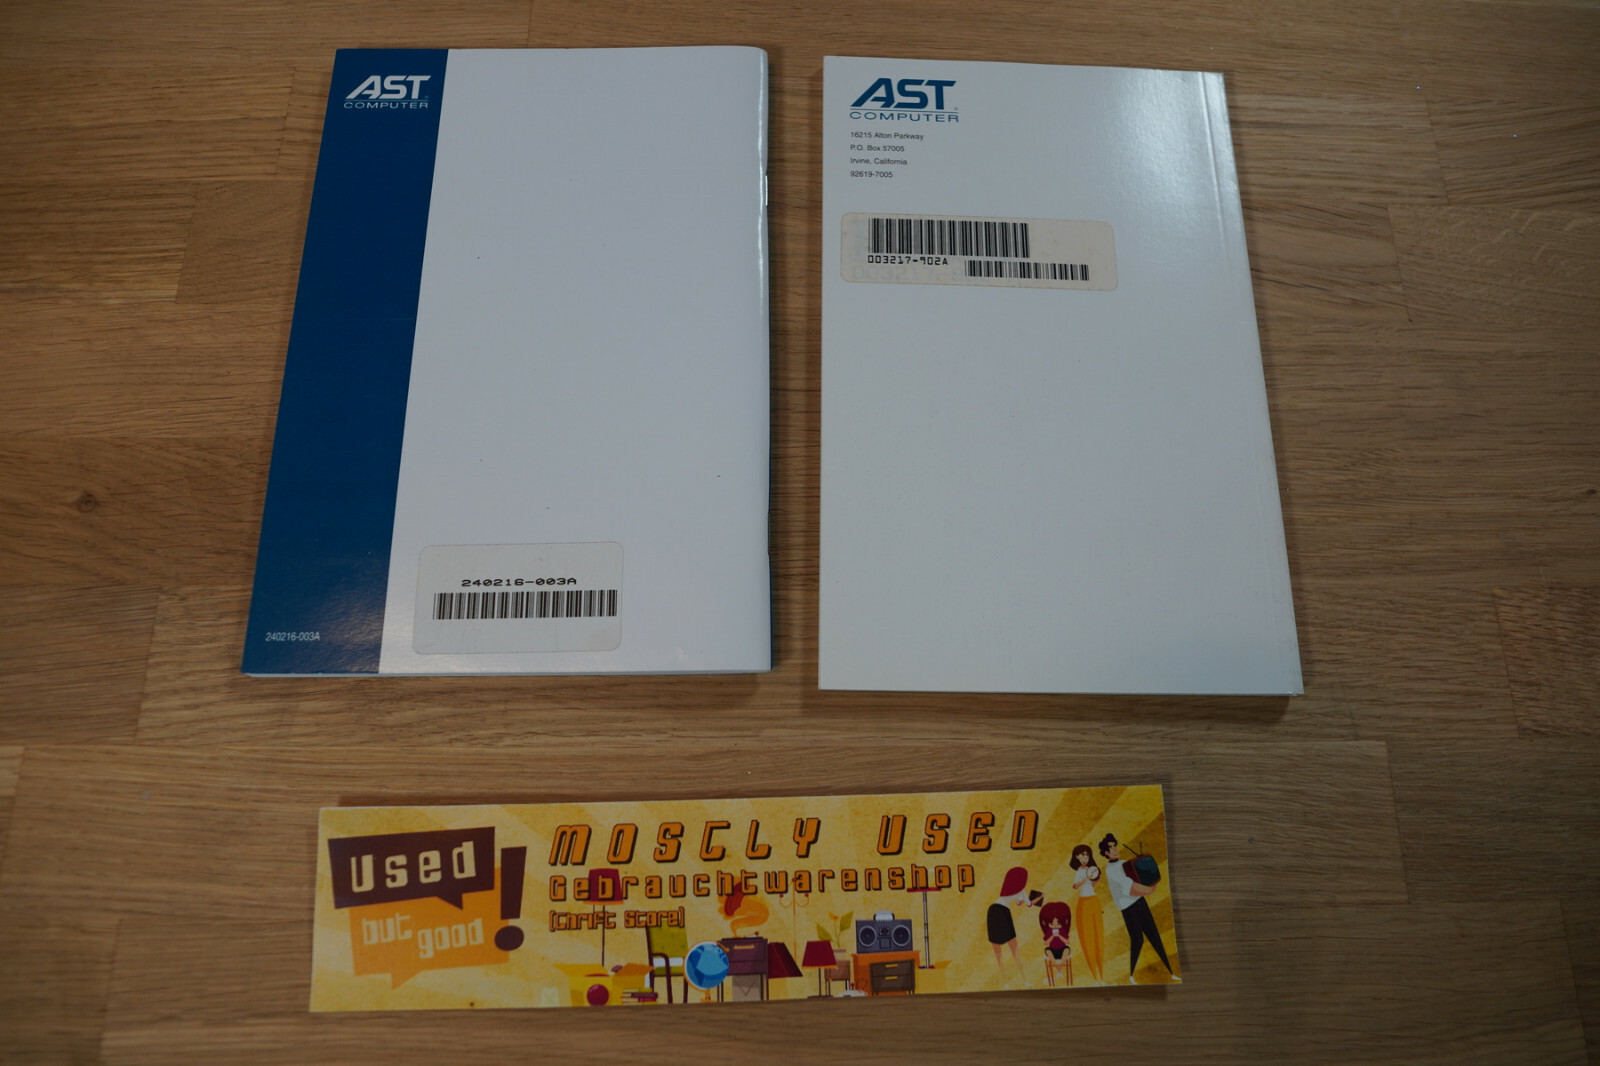 AST
COMPUTER
240216-003A
240216-003A
AST
COMPUTER
16215 Alton Parkway
P.O. Box 57005
Irvine, California
92619-7005
003217-902A
Used
but good
!
MOSTLY USED
Gebrauchtwarenshop
(Thrift Store)